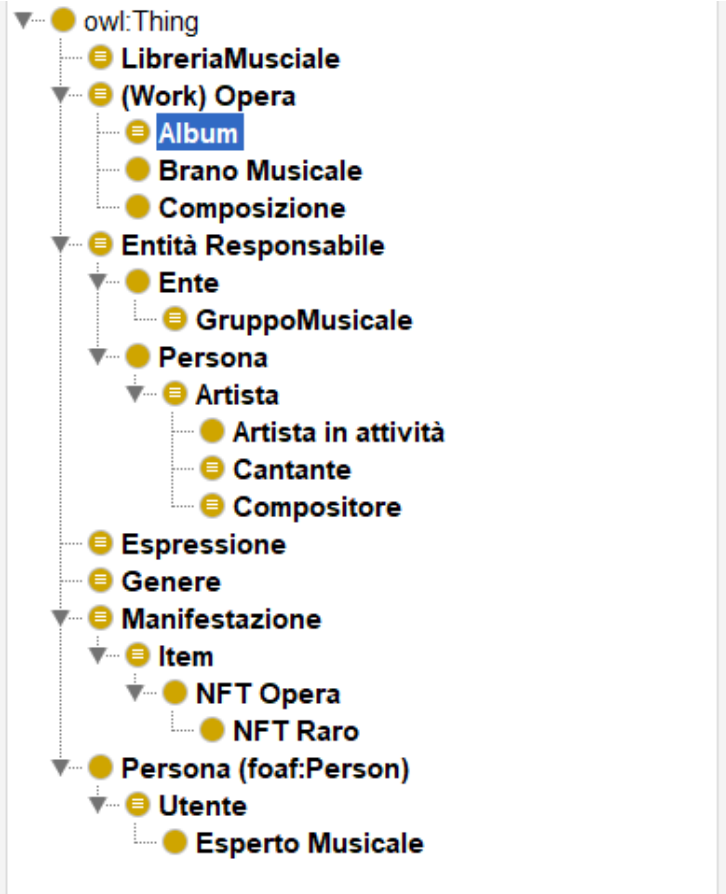 owl:Thing
LibreriaMusciale
(Work) Opera
Album
Brano Musicale
Composizione
Entità Responsabile
Ente
GruppoMusicale
Persona
Artista
Artista in attività
Cantante
Compositore
Espressione
Genere
Manifestazione
Item
NFT Opera
NFT Raro
Persona (foaf:Person)
Utente
Esperto Musicale